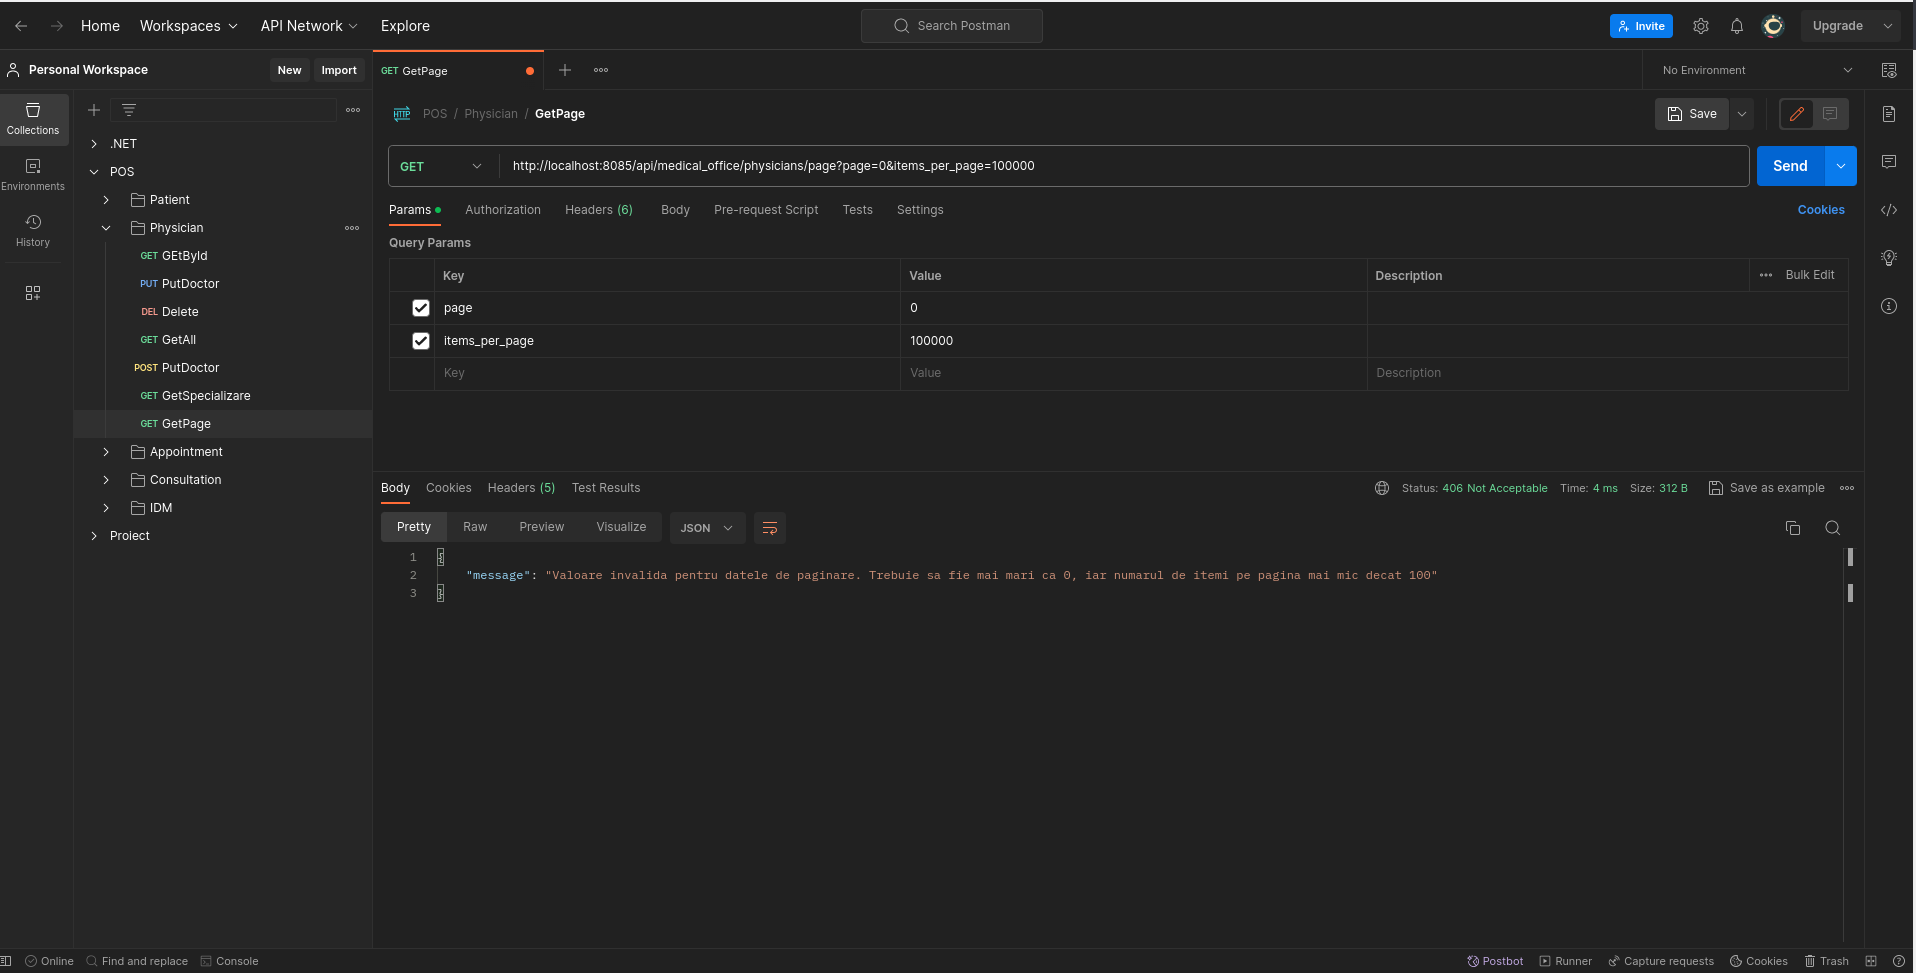 Home Workspaces API Network Explore Search Postman Invite Upgrade
Personal Workspace New Import GET GetPage No Environment
Collections
Environments
History
.NET
POS
Patient
Physician
GET GEtById
PUT PutDoctor
DEL Delete
GET GetAll
POST PutDoctor
GET GetSpecializare
GET GetPage
Appointment
Consultation
IDM
Proiect
HTTP POS / Physician / GetPage Save
GET http://localhost:8085/api/medical_office/physicians/page?page=0&items_per_page=100000 Send
Params Authorization Headers (6) Body Pre-request Script Tests Settings Cookies
Query Params
Key Value Description Bulk Edit
page 0
items_per_page 100000
Key Value Description
Body Cookies Headers (5) Test Results Status: 406 Not Acceptable Time: 4 ms Size: 312 B Save as example
Pretty Raw Preview Visualize JSON
1 {
2 "message": "Valoare invalida pentru datele de paginare. Trebuie sa fie mai mari ca 0, iar numarul de itemi pe pagina mai mic decat 100"
3 }
Online Find and replace Console Postbot Runner Capture requests Cookies Trash